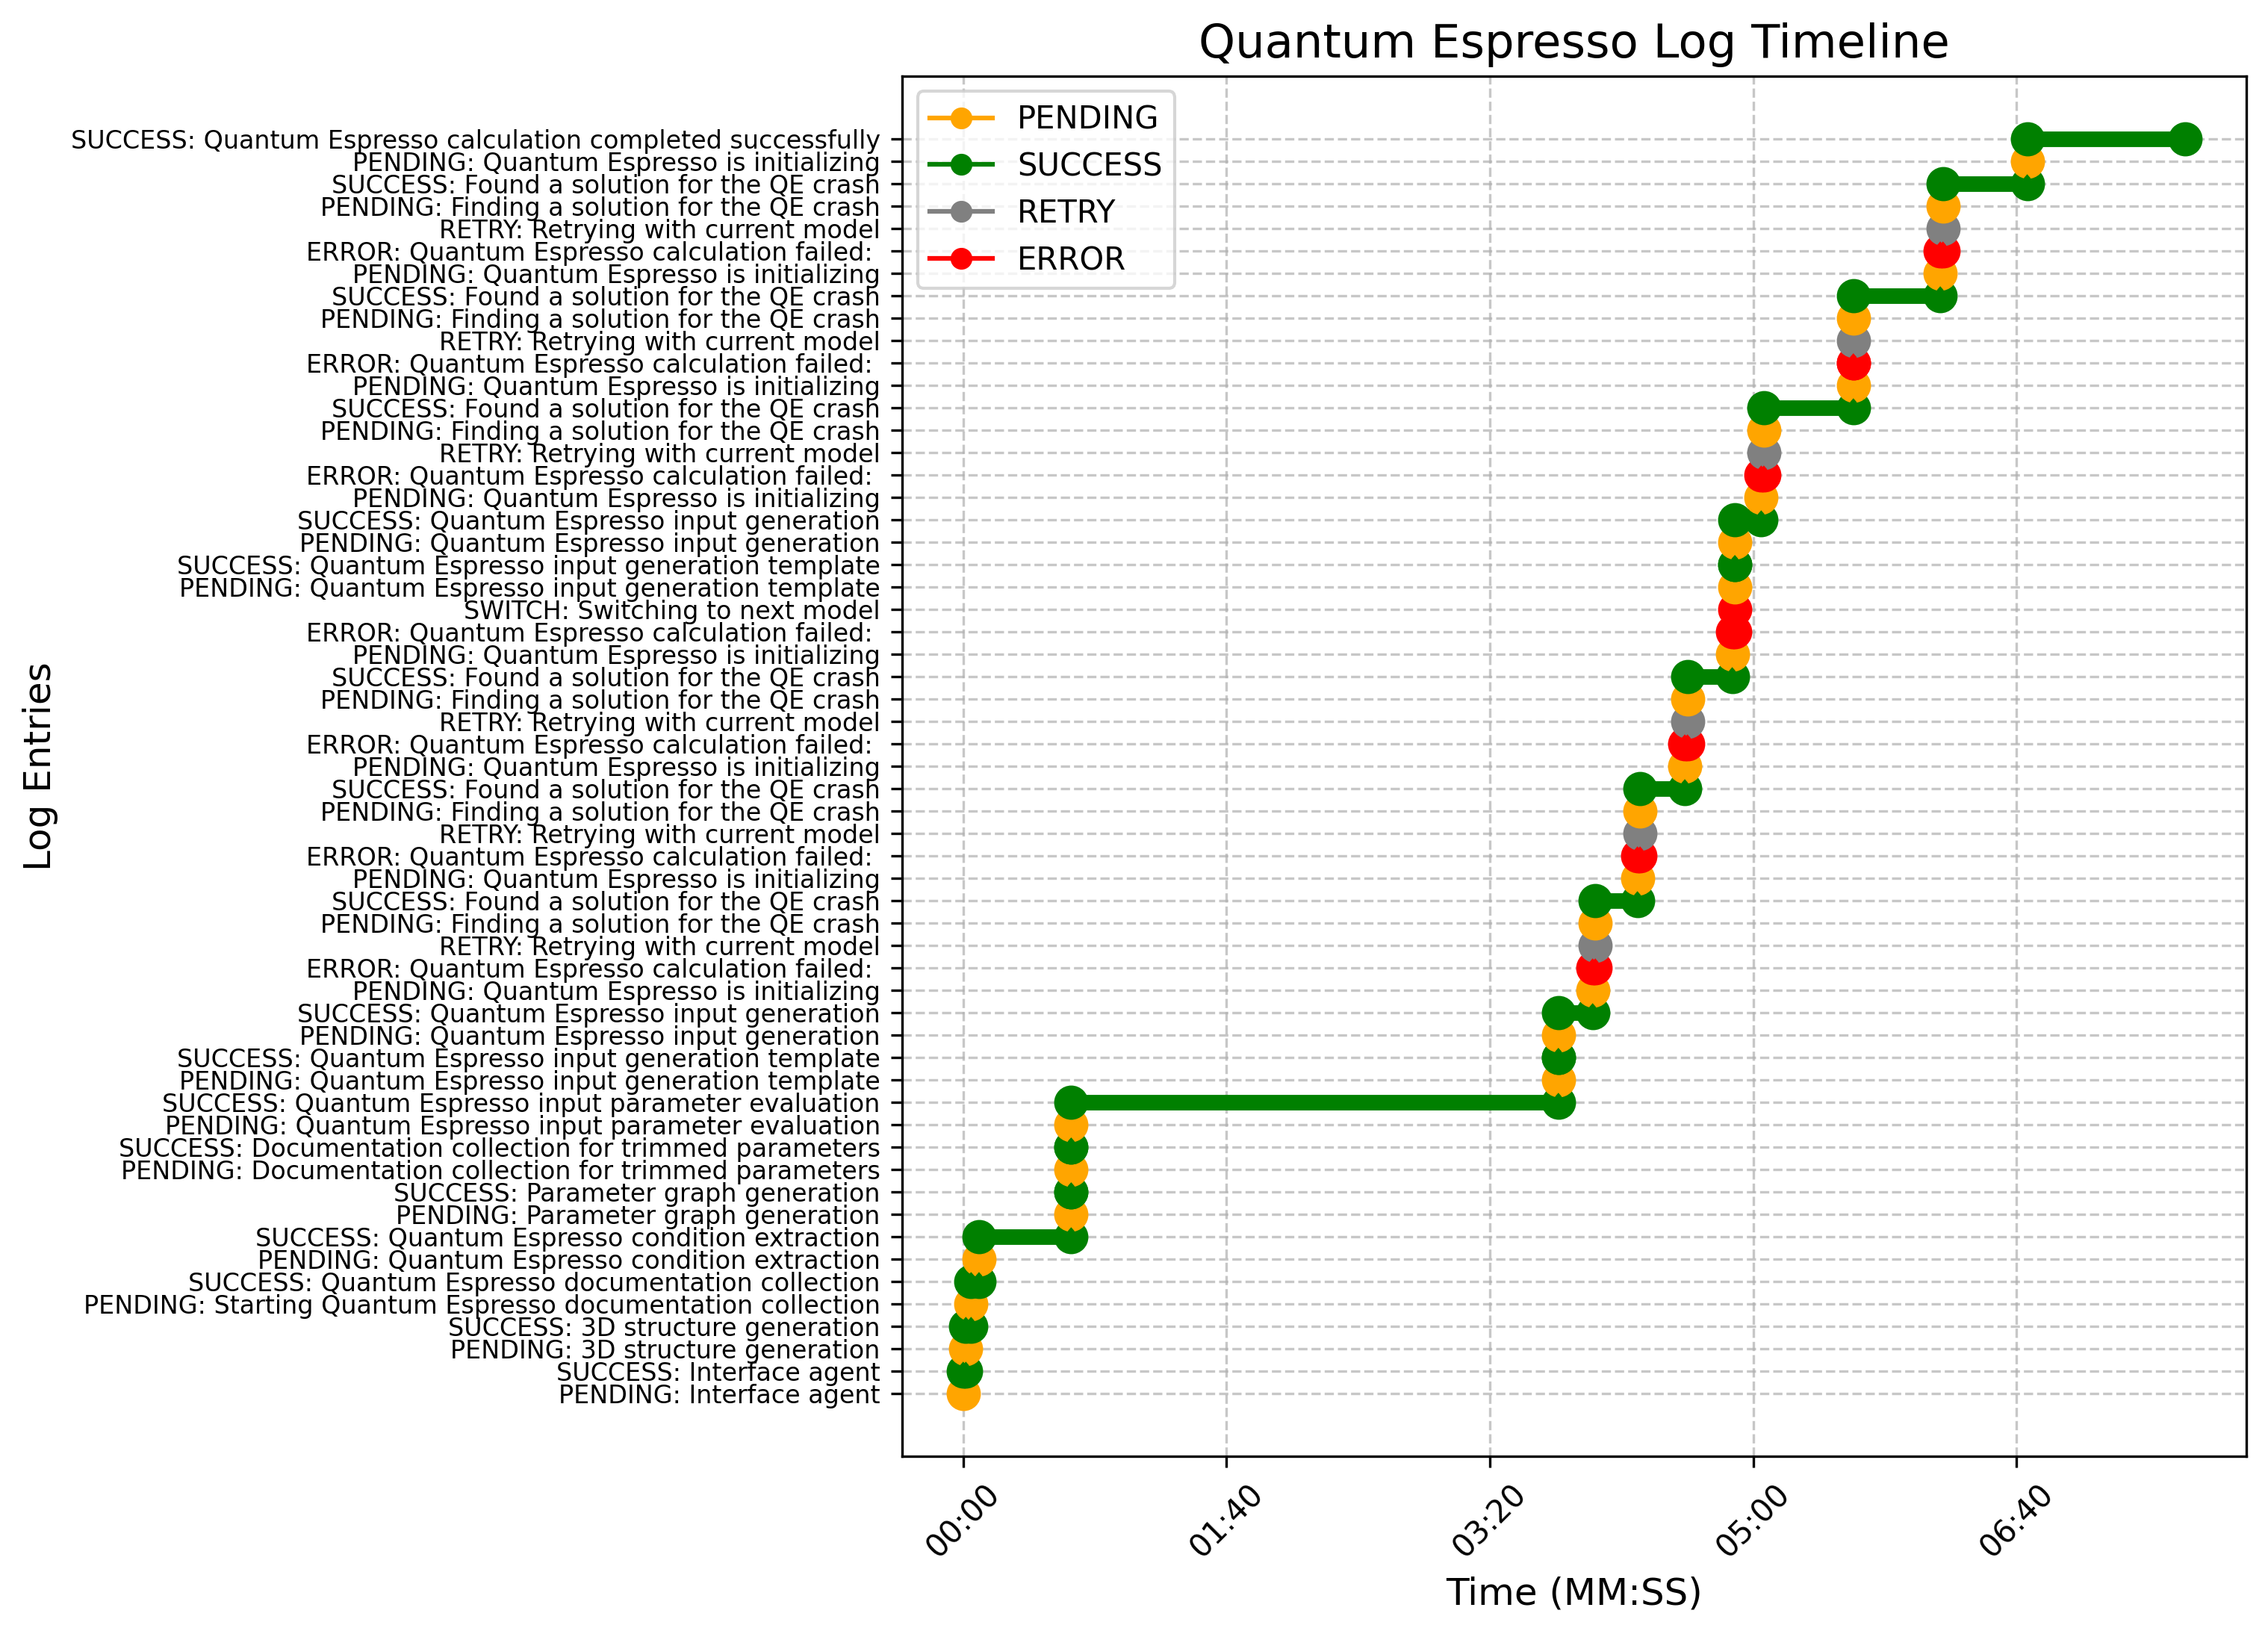 Quantum Espresso Log Timeline
PENDING
SUCCESS
RETRY
ERROR
SUCCESS: Quantum Espresso calculation completed successfully
PENDING: Quantum Espresso is initializing
SUCCESS: Found a solution for the QE crash
PENDING: Finding a solution for the QE crash
RETRY: Retrying with current model
ERROR: Quantum Espresso calculation failed:
PENDING: Quantum Espresso is initializing
SUCCESS: Found a solution for the QE crash
PENDING: Finding a solution for the QE crash
RETRY: Retrying with current model
ERROR: Quantum Espresso calculation failed:
PENDING: Quantum Espresso is initializing
SUCCESS: Found a solution for the QE crash
PENDING: Finding a solution for the QE crash
RETRY: Retrying with current model
ERROR: Quantum Espresso calculation failed:
PENDING: Quantum Espresso is initializing
SUCCESS: Quantum Espresso input generation
PENDING: Quantum Espresso input generation
SUCCESS: Quantum Espresso input generation template
PENDING: Quantum Espresso input generation template
SWITCH: Switching to next model
ERROR: Quantum Espresso calculation failed:
PENDING: Quantum Espresso is initializing
SUCCESS: Found a solution for the QE crash
PENDING: Finding a solution for the QE crash
RETRY: Retrying with current model
ERROR: Quantum Espresso calculation failed:
PENDING: Quantum Espresso is initializing
SUCCESS: Found a solution for the QE crash
PENDING: Finding a solution for the QE crash
RETRY: Retrying with current model
ERROR: Quantum Espresso calculation failed:
PENDING: Quantum Espresso is initializing
SUCCESS: Found a solution for the QE crash
PENDING: Finding a solution for the QE crash
RETRY: Retrying with current model
ERROR: Quantum Espresso calculation failed:
PENDING: Quantum Espresso is initializing
SUCCESS: Quantum Espresso input generation
PENDING: Quantum Espresso input generation
SUCCESS: Quantum Espresso input generation template
PENDING: Quantum Espresso input generation template
SUCCESS: Quantum Espresso input parameter evaluation
PENDING: Quantum Espresso input parameter evaluation
SUCCESS: Documentation collection for trimmed parameters
PENDING: Documentation collection for trimmed parameters
SUCCESS: Parameter graph generation
PENDING: Parameter graph generation
SUCCESS: Quantum Espresso condition extraction
PENDING: Quantum Espresso condition extraction
SUCCESS: Quantum Espresso documentation collection
PENDING: Starting Quantum Espresso documentation collection
SUCCESS: 3D structure generation
PENDING: 3D structure generation
SUCCESS: Interface agent
PENDING: Interface agent
Log Entries
00:00
01:40
03:20
05:00
06:40
Time (MM:SS)